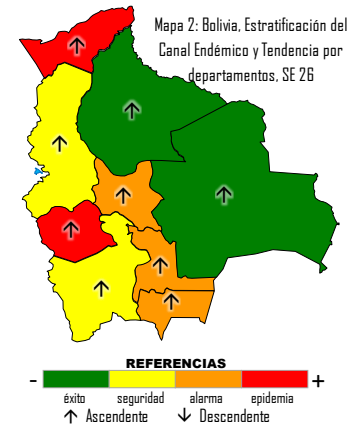 Mapa 2: Bolivia, Estratificación del
Canal Endémico y Tendencia por
departamentos, SE 26
REFERENCIAS
- +
éxito seguridad alarma epidemia
↑ Ascendente ↓ Descendente